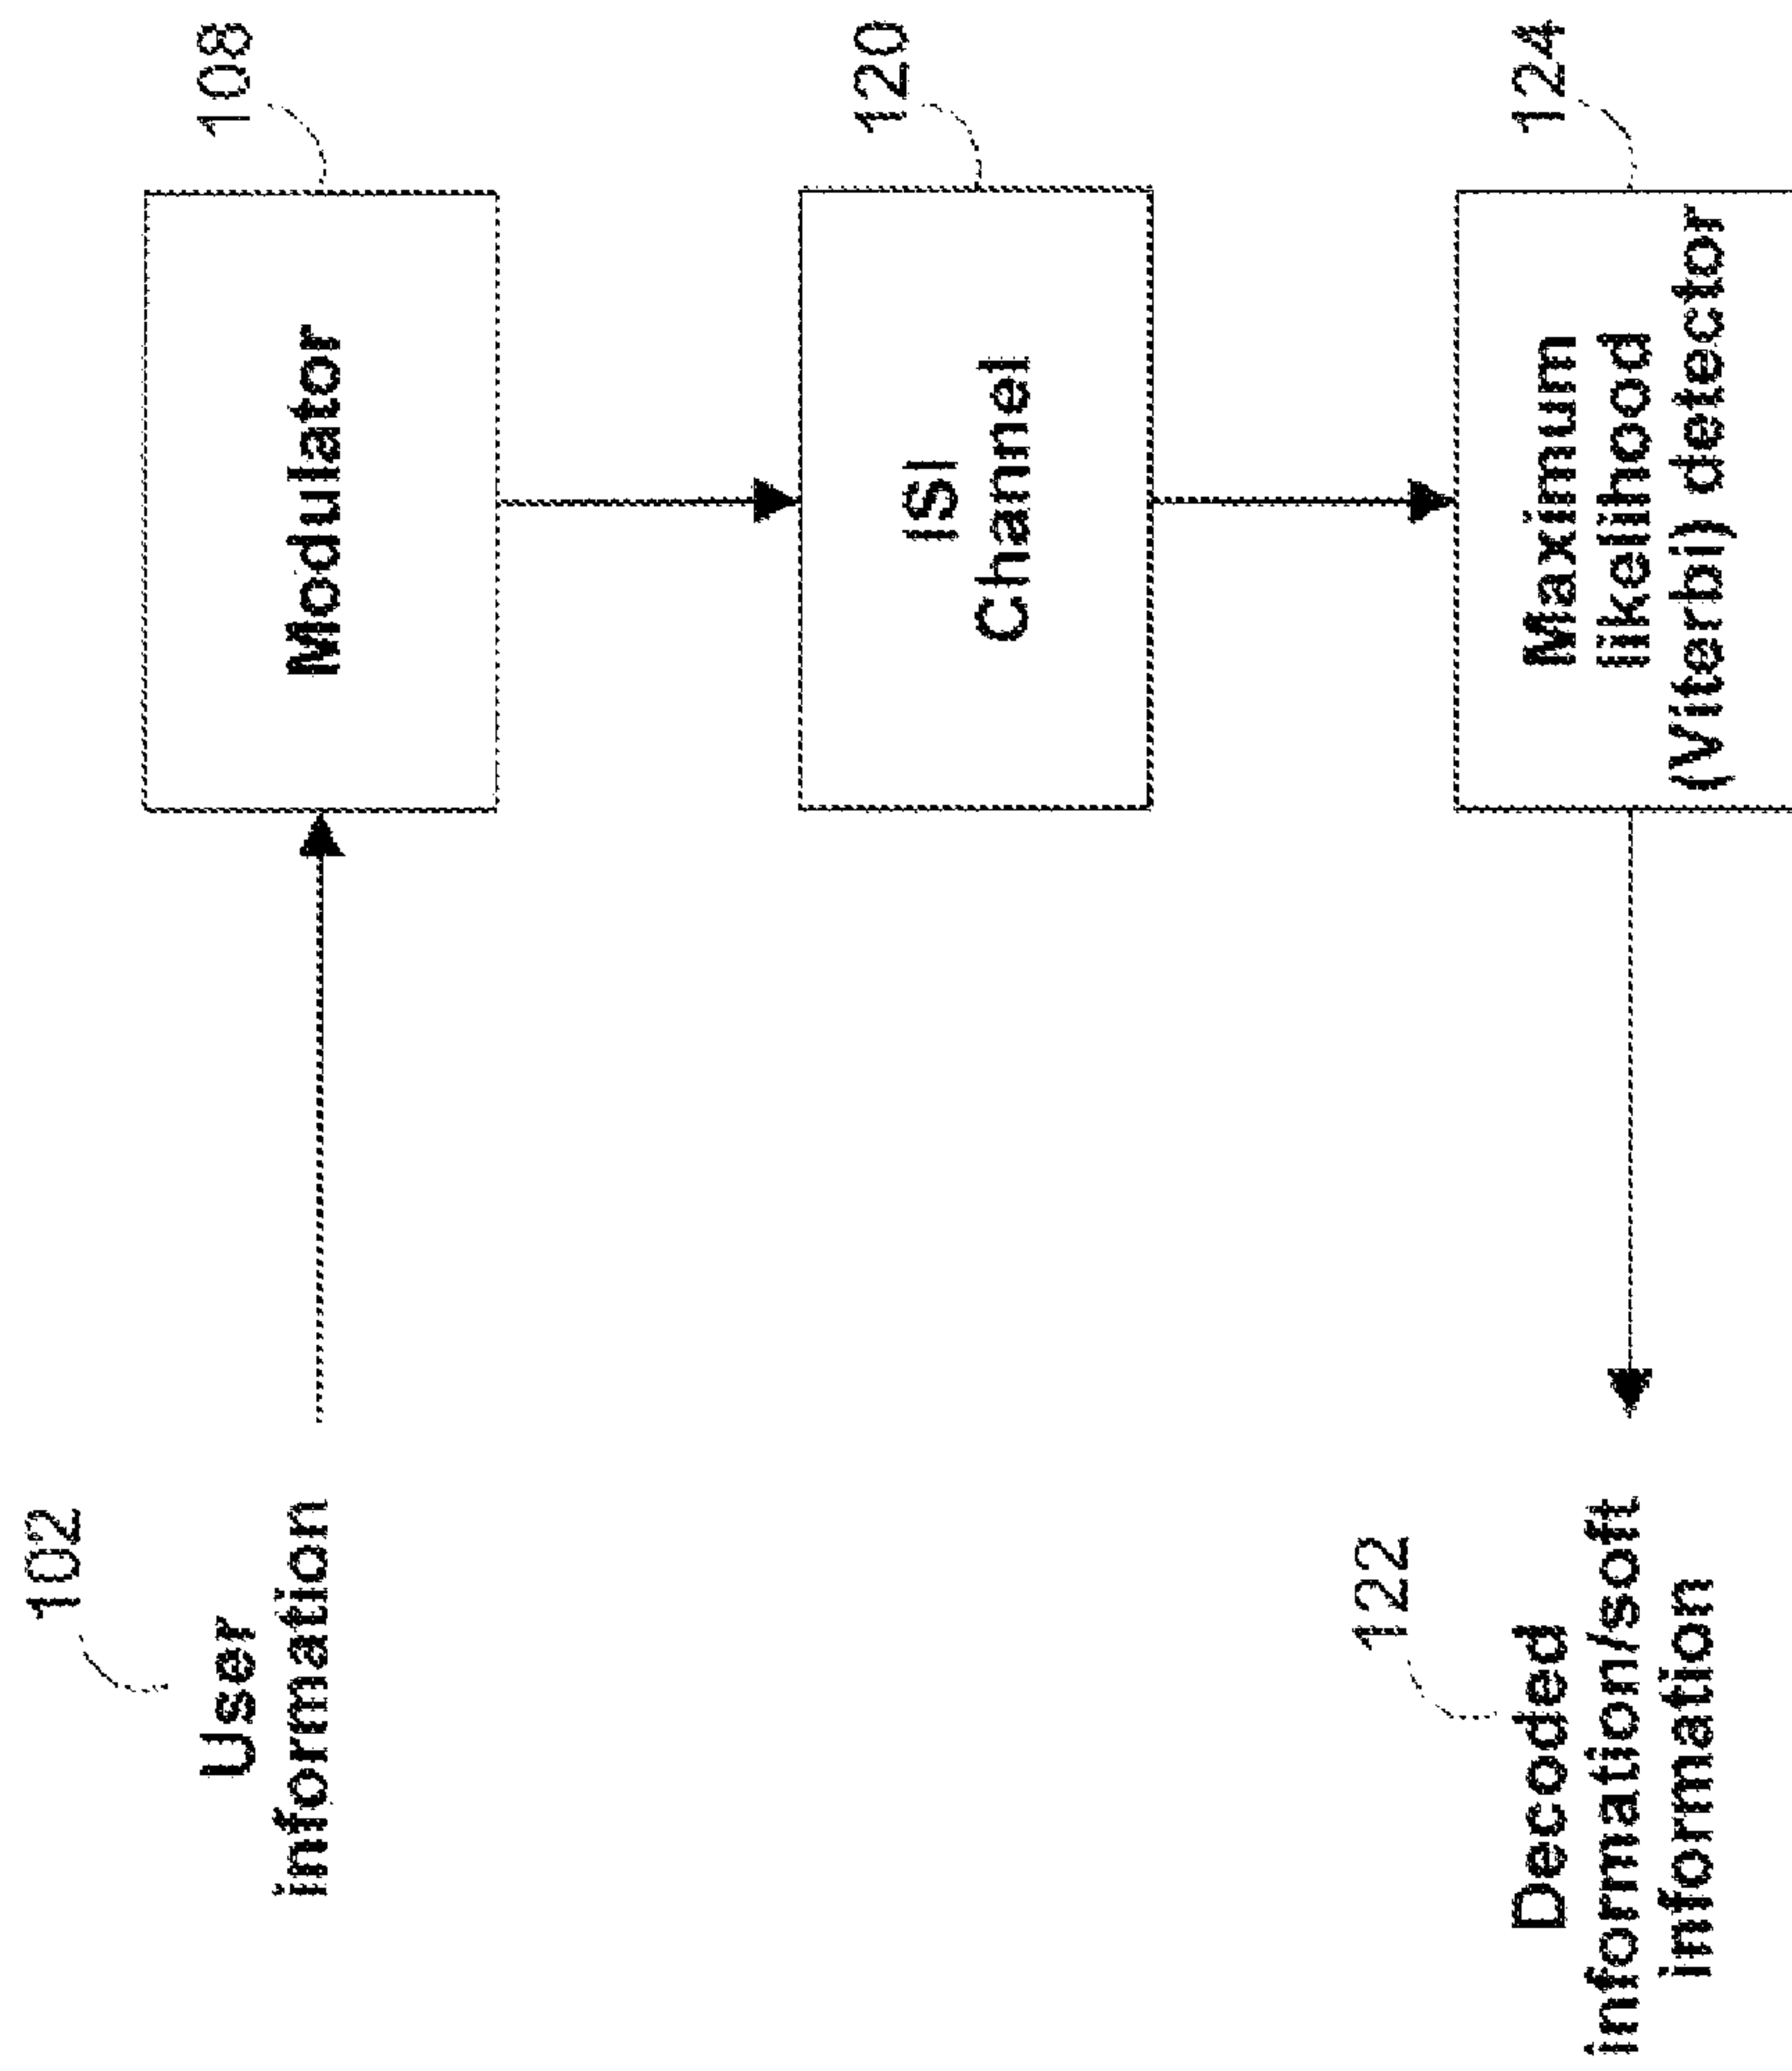 102
User
information
108
Modulator
120
ISI
Channel
122
Decoded
information/soft
information
124
Maximum
likelihood
(Viterbi) detector